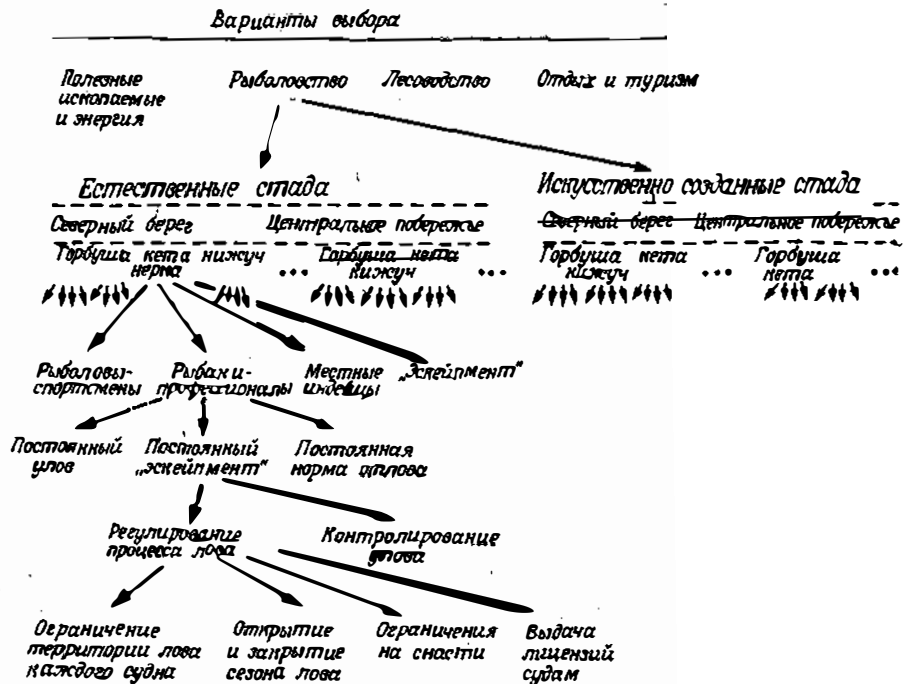 Варианты выбора
Полезные
ископаемые
и энергия
Рыболовство
Лесоводство
Отдых и туризм
Естественные стада
Искусственно созданные стада
Северный берег
Центральное побережье
Северный берег
Центральное побережье
Горбуша кета кижуч
нерка
...
Горбуша кета
кижуч
...
Горбуша кета
кижуч
...
Горбуша
кета
...
Рыболовы-
спортсмены
Рыбаки-
профессионалы
Местные
индейцы
„Эскейпмент"
Постоянный
улов
Постоянный
„эскейпмент"
Постоянная
норма отлова
Регулирование
процесса лова
Контролирование
улова
Ограничение
территории лова
каждого судна
Открытие
и закрытие
сезона лова
Ограничения
на снасти
Выдача
лицензий
судам